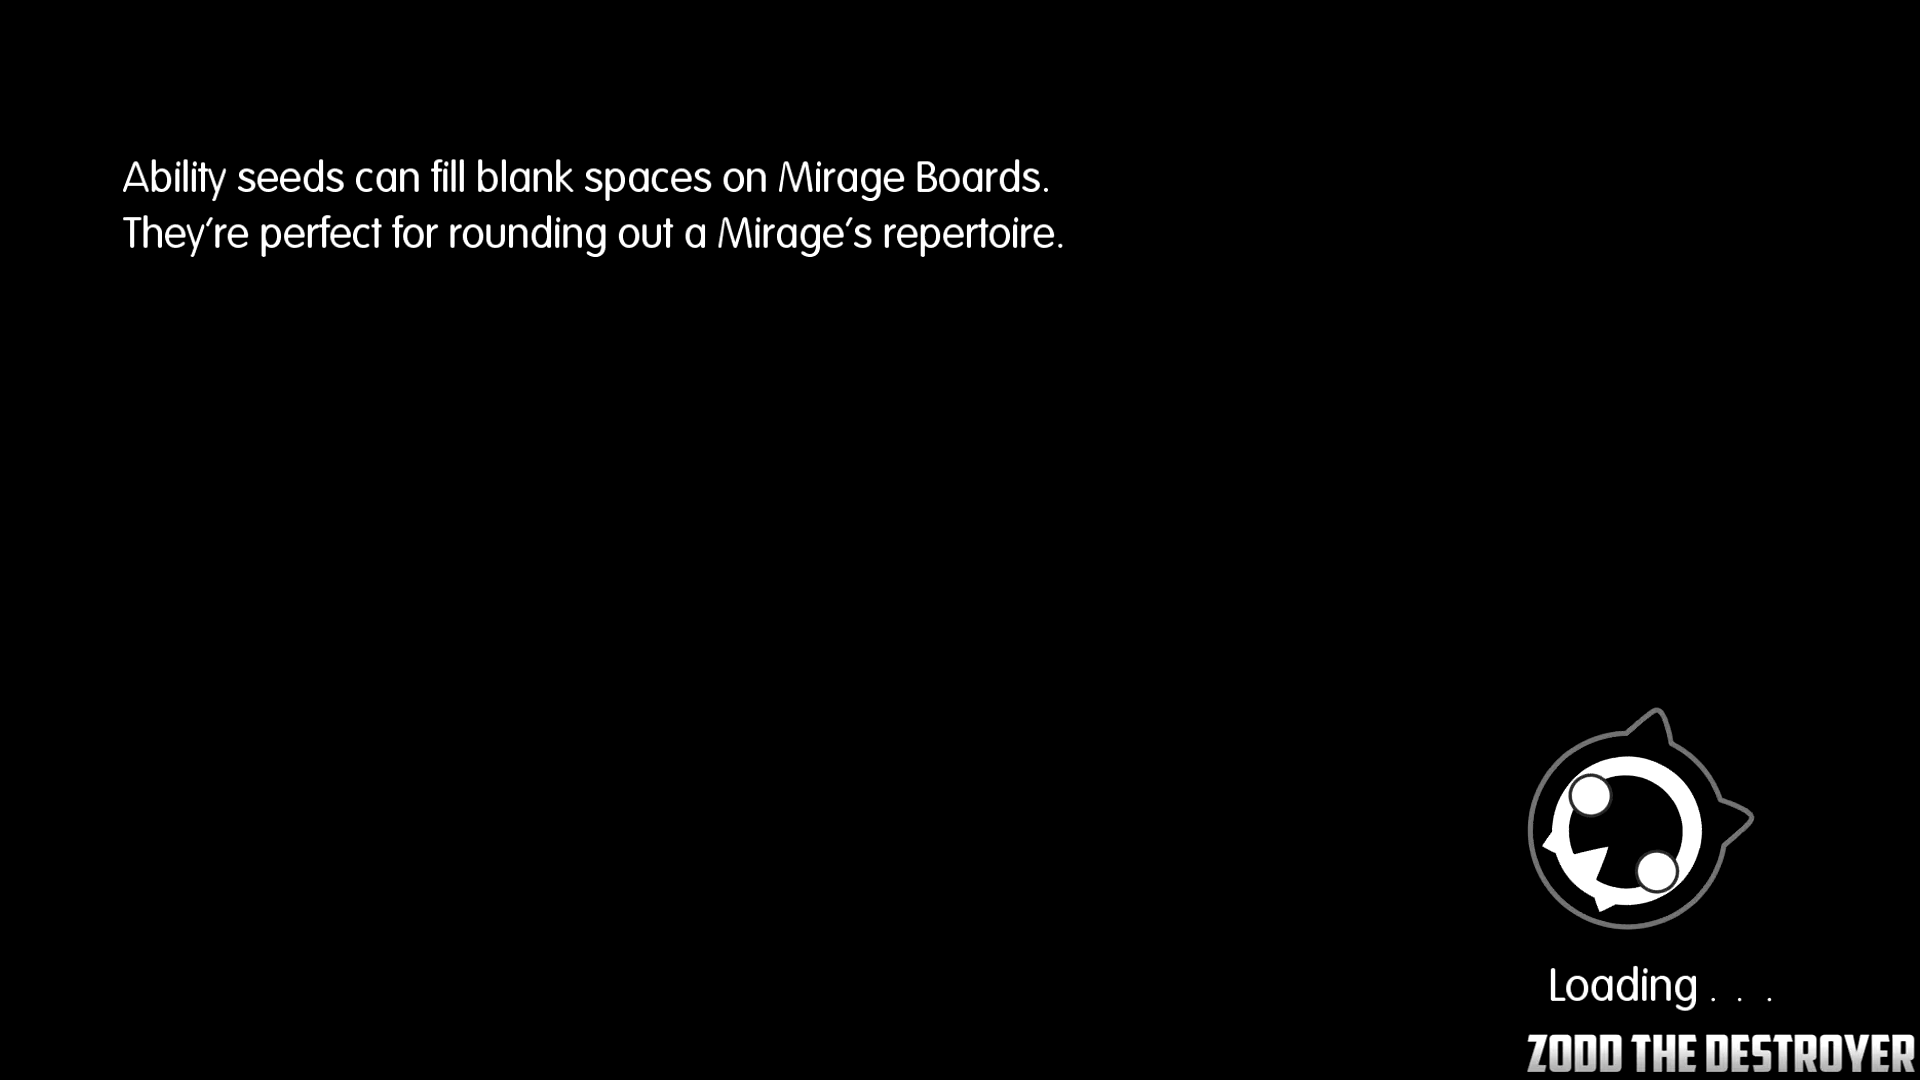 Ability seeds can fill blank spaces on Mirage Boards.
They're perfect for rounding out a Mirage's repertoire.
Loading . . .
ZODD THE DESTROYER